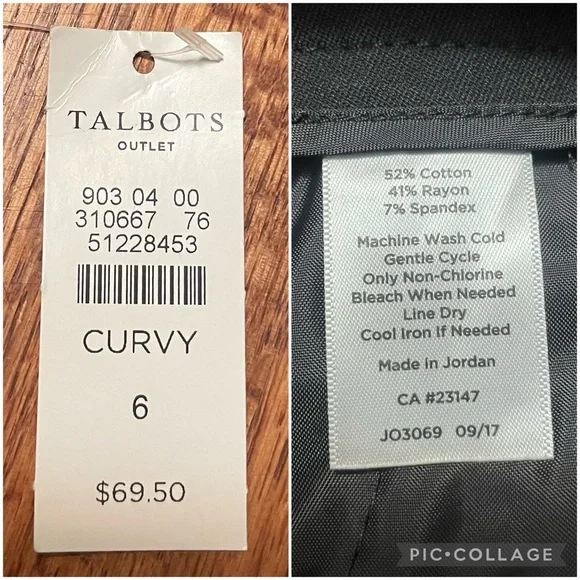 TALBOTS
OUTLET
903 04 00
310667 76
51228453
CURVY
6
$69.50
52% Cotton
41% Rayon
7% Spandex
Machine Wash Cold
Gentle Cycle
Only Non-Chlorine
Bleach When Needed
Line Dry
Cool Iron If Needed
Made in Jordan
CA #23147
JO3069 09/17
PIC•COLLAGE